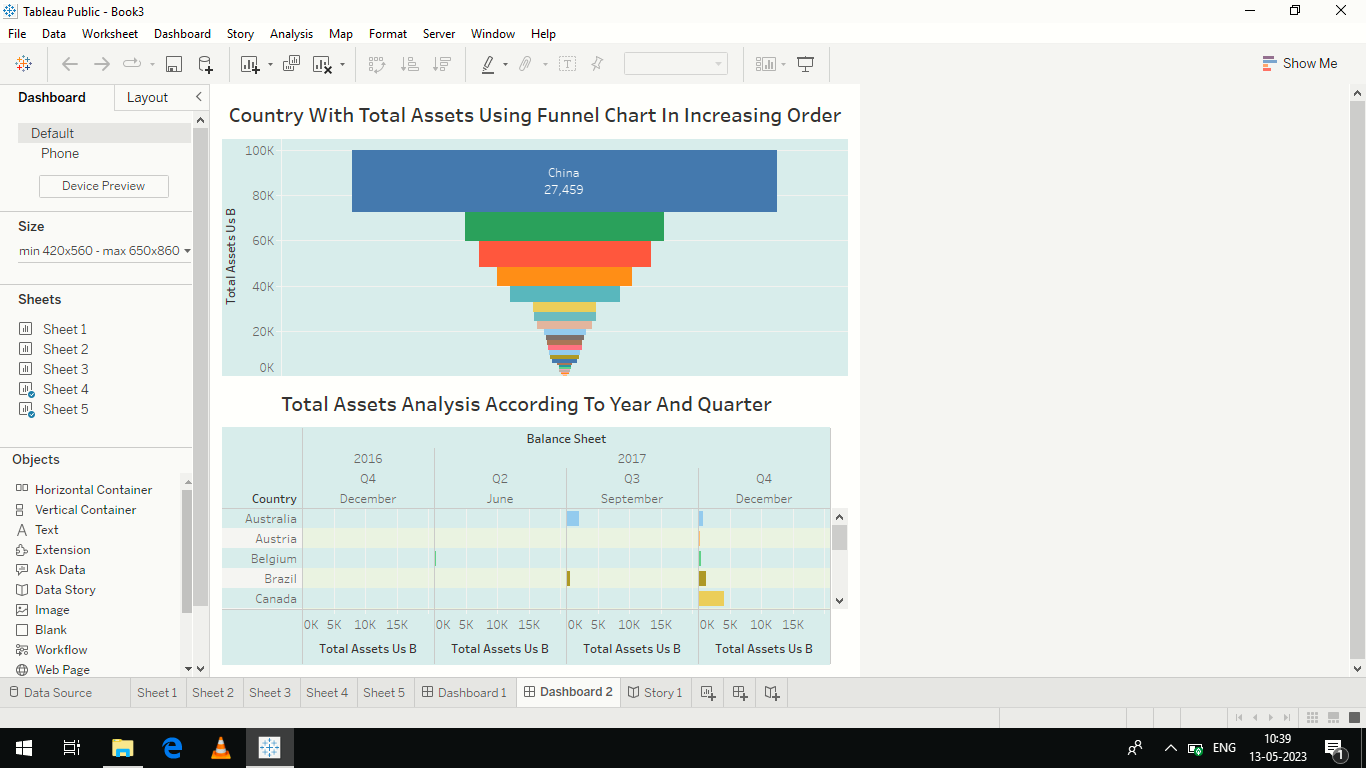 Tableau Public - Book3
File Data Worksheet Dashboard Story Analysis Map Format Server Window Help
Show Me
Dashboard Layout
Default
Phone
Device Preview
Size
min 420x560 - max 650x860
Sheets
Sheet 1
Sheet 2
Sheet 3
Sheet 4
Sheet 5
Objects
Horizontal Container
Vertical Container
Text
Extension
Ask Data
Data Story
Image
Blank
Workflow
Web Page
Country With Total Assets Using Funnel Chart In Increasing Order
Total Assets Us B
100K
80K
60K
40K
20K
0K
China
27,459
Total Assets Analysis According To Year And Quarter
Balance Sheet
2016 2017
Q4 Q2 Q3 Q4
Country December June September December
Australia
Austria
Belgium
Brazil
Canada
0K 5K 10K 15K 0K 5K 10K 15K 0K 5K 10K 15K 0K 5K 10K 15K
Total Assets Us B Total Assets Us B Total Assets Us B Total Assets Us B
Data Source Sheet 1 Sheet 2 Sheet 3 Sheet 4 Sheet 5 Dashboard 1 Dashboard 2 Story 1
ENG
10:39
13-05-2023
1